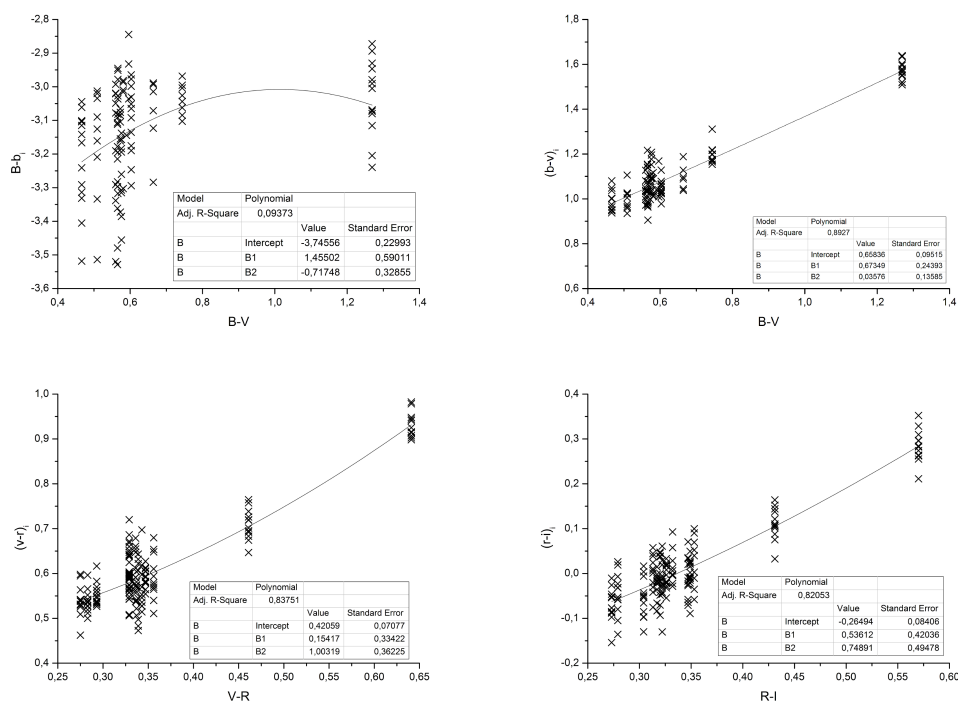 -2,8
-2,9
-3,0
-3,1
-3,2
-3,3
-3,4
-3,5
-3,6
B-b_i
0,4 0,6 0,8 1,0 1,2 1,4
B-V
Model Polynomial
Adj. R-Square 0,09373
Value Standard Error
B Intercept -3,74556 0,22993
B B1 1,45502 0,59011
B B2 -0,71748 0,32855
1,8
1,6
1,4
1,2
1,0
0,8
0,6
(b-v)_i
0,4 0,6 0,8 1,0 1,2 1,4
B-V
Model Polynomial
Adj. R-Square 0,8927
Value Standard Error
B Intercept 0,65836 0,09515
B B1 0,67349 0,24393
B B2 0,03576 0,13585
1,0
0,9
0,8
0,7
0,6
0,5
0,4
(v-r)_i
0,25 0,30 0,35 0,40 0,45 0,50 0,55 0,60 0,65
V-R
Model Polynomial
Adj. R-Square 0,83751
Value Standard Error
B Intercept 0,42059 0,07077
B B1 0,15417 0,33422
B B2 1,00319 0,36225
0,4
0,3
0,2
0,1
0,0
-0,1
-0,2
(r-i)_i
0,25 0,30 0,35 0,40 0,45 0,50 0,55 0,60
R-I
Model Polynomial
Adj. R-Square 0,82053
Value Standard Error
B Intercept -0,26494 0,08406
B B1 0,53612 0,42036
B B2 0,74891 0,49478